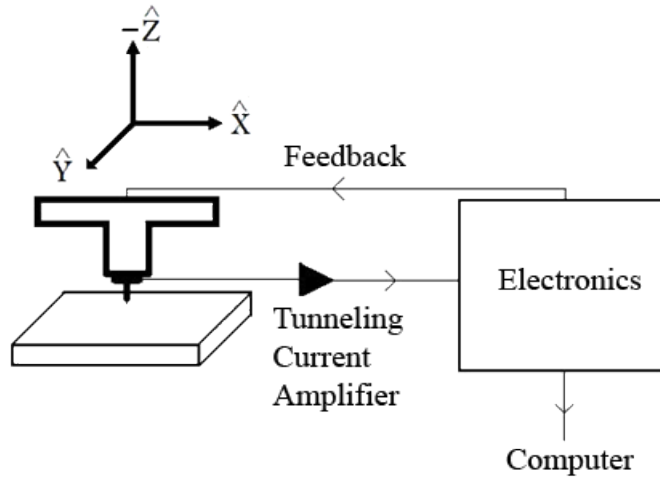 -Ẑ
X̂
Ŷ
Feedback
Electronics
Tunneling
Current
Amplifier
Computer